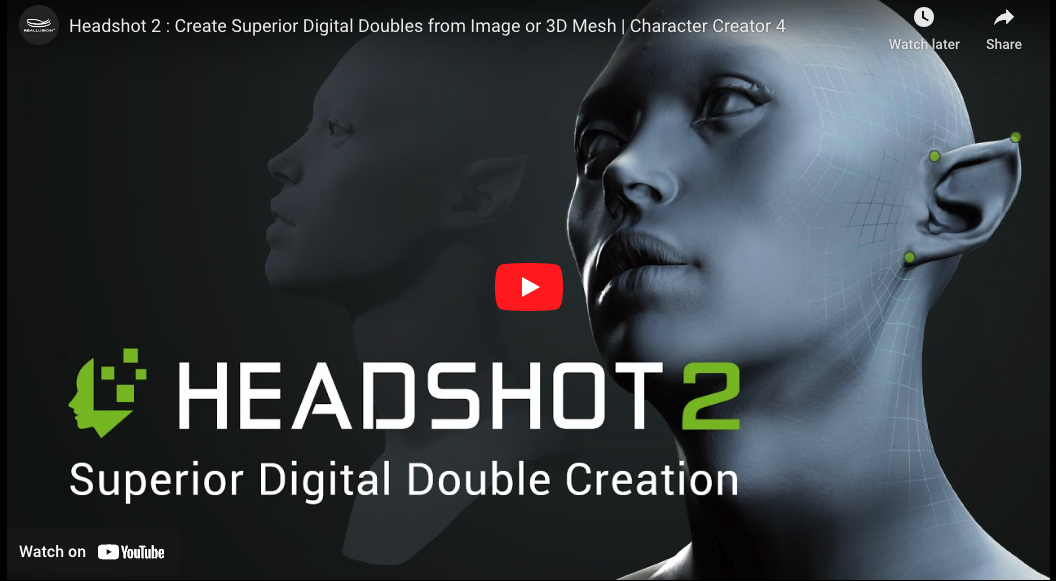 REALLUSION
Headshot 2 : Create Superior Digital Doubles from Image or 3D Mesh | Character Creator 4
Watch later
Share
HEADSHOT 2
Superior Digital Double Creation
Watch on YouTube